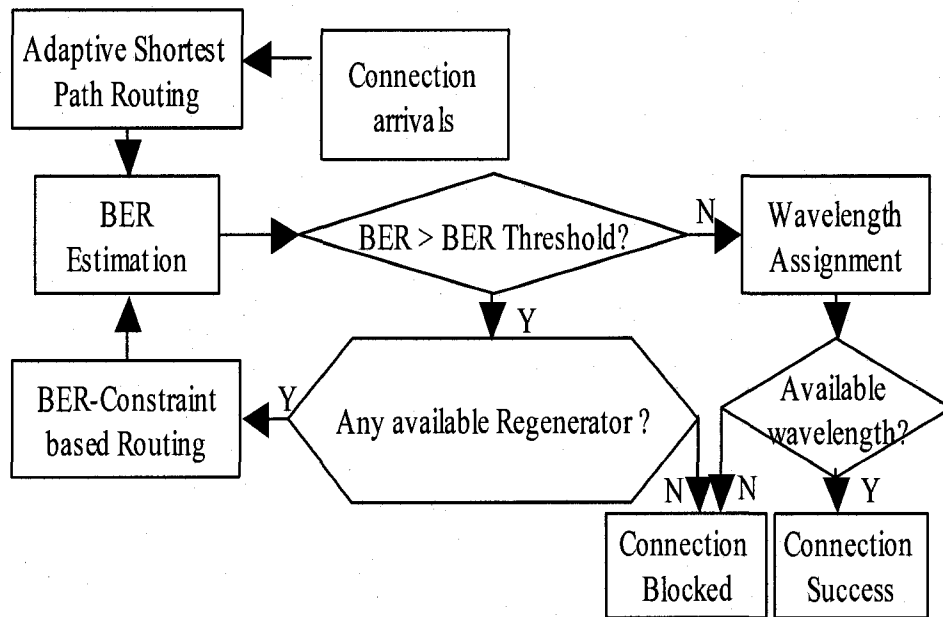 Adaptive Shortest
Path Routing
Connection
arrivals
BER
Estimation
BER > BER Threshold?
N
Wavelength
Assignment
Y
BER-Constraint
based Routing
Y
Any available Regenerator ?
Available
wavelength?
N
N
Y
Connection
Blocked
Connection
Success